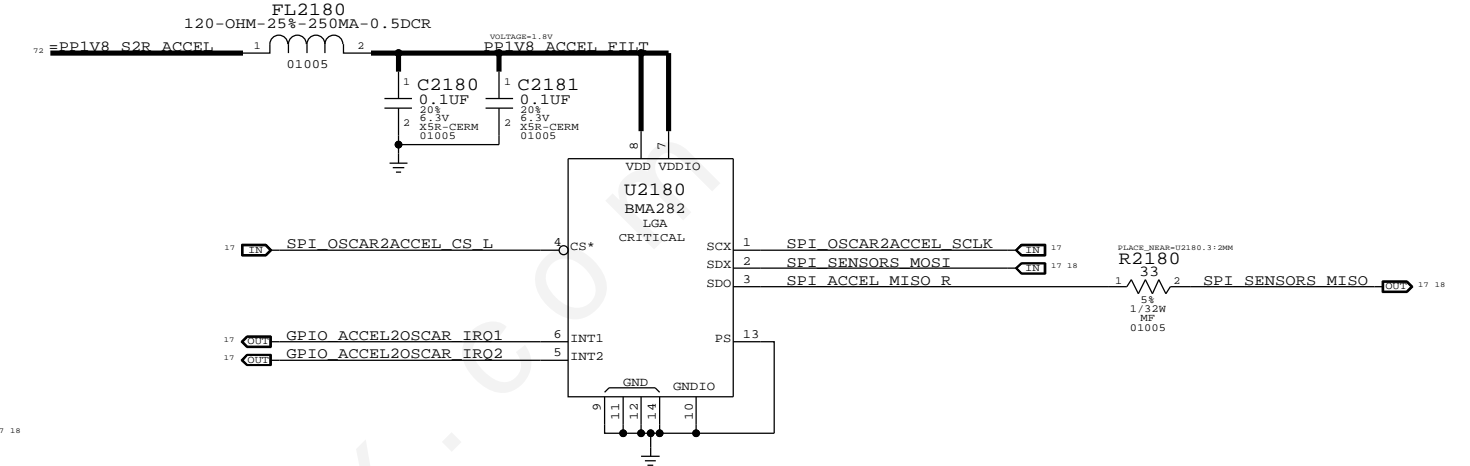 FL2180
120-OHM-25%-250MA-0.5DCR
72 =PP1V8_S2R_ACCEL 1 2 VOLTAGE=1.8V
PP1V8_ACCEL_FILT
01005
1 C2180 1 C2181
0.1UF 0.1UF
20% 20%
6.3V 6.3V
2 X5R-CERM 2 X5R-CERM
01005 01005
8 7
VDD VDDIO
U2180
BMA282
LGA
CRITICAL
17 IN SPI_OSCAR2ACCEL_CS_L 4 CS*
SCX 1 SPI_OSCAR2ACCEL_SCLK IN 17
SDX 2 SPI_SENSORS_MOSI IN 17 18
SDO 3 SPI_ACCEL_MISO_R
PLACE_NEAR=U2180.3:2MM
R2180
33
1 2 SPI_SENSORS_MISO OUT 17 18
5%
1/32W
MF
01005
17 OUT GPIO_ACCEL2OSCAR_IRQ1 6 INT1
17 OUT GPIO_ACCEL2OSCAR_IRQ2 5 INT2
PS 13
GND GNDIO
9 11 12 14 10
7 18
.com